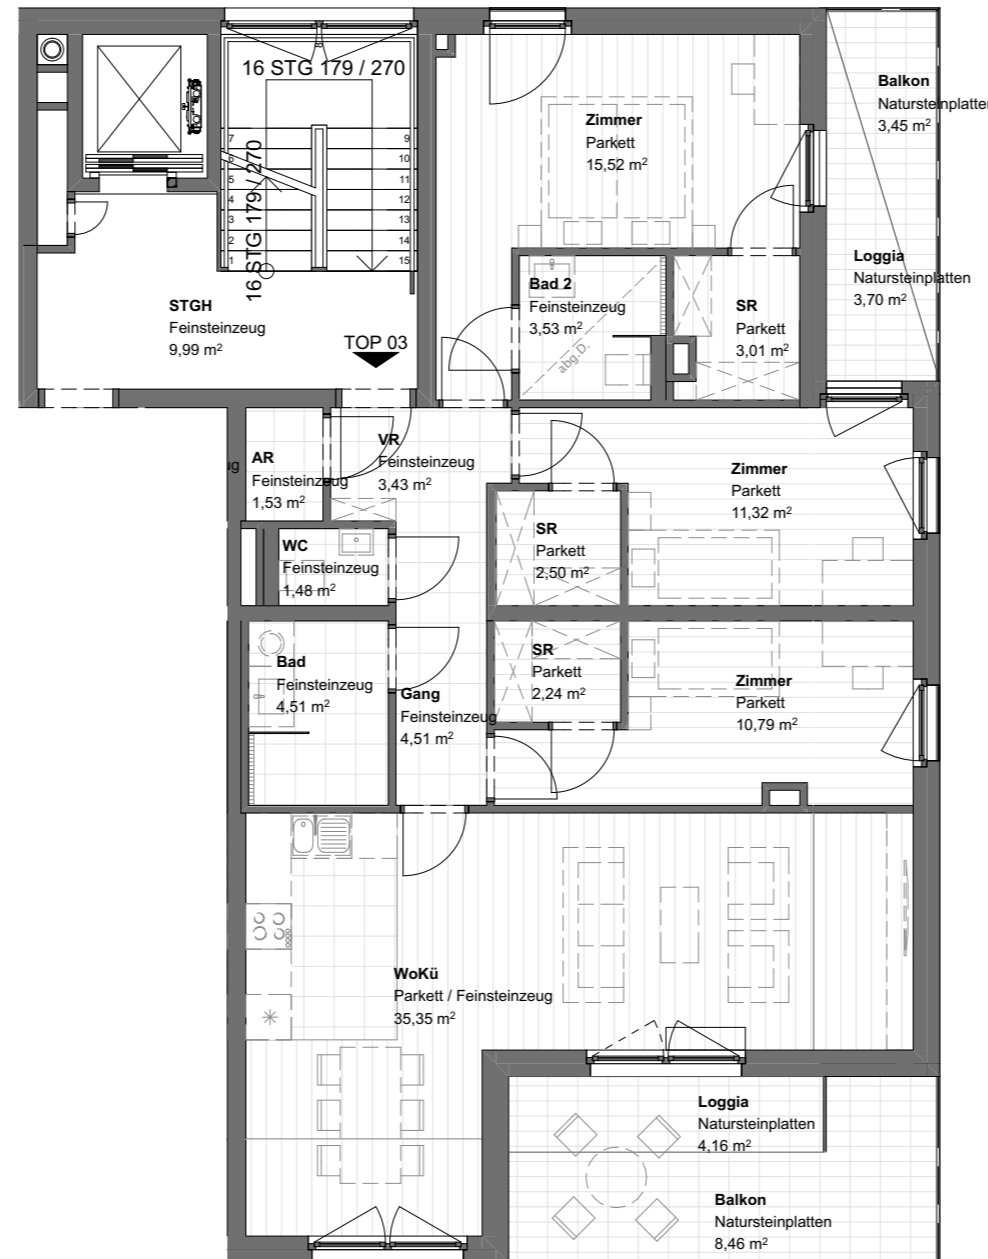 16 STG 179 / 270
16 STG 179 / 270
7
6
5
4
3
2
1
9
10
11
12
13
14
15
STGH
Feinsteinzeug
9,99 m²
TOP 03
Zimmer
Parkett
15,52 m²
Balkon
Natursteinplatten
3,45 m²
Loggia
Natursteinplatten
3,70 m²
Bad 2
Feinsteinzeug
3,53 m²
abg.D.
SR
Parkett
3,01 m²
AR
Feinsteinzeug
1,53 m²
VR
Feinsteinzeug
3,43 m²
Zimmer
Parkett
11,32 m²
SR
Parkett
2,50 m²
WC
Feinsteinzeug
1,48 m²
Bad
Feinsteinzeug
4,51 m²
Gang
Feinsteinzeug
4,51 m²
SR
Parkett
2,24 m²
Zimmer
Parkett
10,79 m²
WoKü
Parkett / Feinsteinzeug
35,35 m²
Loggia
Natursteinplatten
4,16 m²
Balkon
Natursteinplatten
8,46 m²